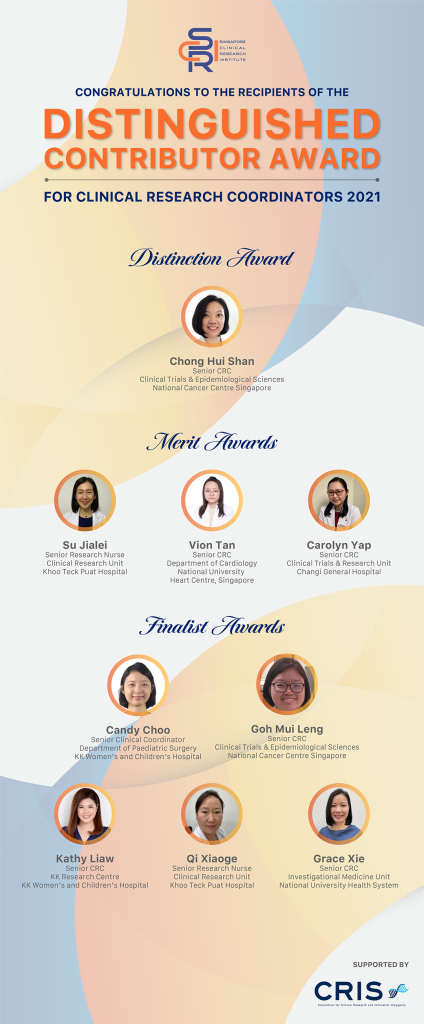 SCRI
SINGAPORE
CLINICAL
RESEARCH
INSTITUTE
CONGRATULATIONS TO THE RECIPIENTS OF THE
DISTINGUISHED
CONTRIBUTOR AWARD
FOR CLINICAL RESEARCH COORDINATORS 2021
Distinction Award
Chong Hui Shan
Senior CRC
Clinical Trials & Epidemiological Sciences
National Cancer Centre Singapore
Merit Awards
Su Jialei
Senior Research Nurse
Clinical Research Unit
Khoo Teck Puat Hospital
Vion Tan
Senior CRC
Department of Cardiology
National University
Heart Centre, Singapore
Carolyn Yap
Senior CRC
Clinical Trials & Research Unit
Changi General Hospital
Finalist Awards
Candy Choo
Senior Clinical Coordinator
Department of Paediatric Surgery
KK Women's and Children's Hospital
Goh Mui Leng
Senior CRC
Clinical Trials & Epidemiological Sciences
National Cancer Centre Singapore
Kathy Liaw
Senior CRC
KK Research Centre
KK Women's and Children's Hospital
Qi Xiaoge
Senior Research Nurse
Clinical Research Unit
Khoo Teck Puat Hospital
Grace Xie
Senior CRC
Investigational Medicine Unit
National University Health System
SUPPORTED BY
CRIS
Consortium for Clinical Research and Innovation Singapore